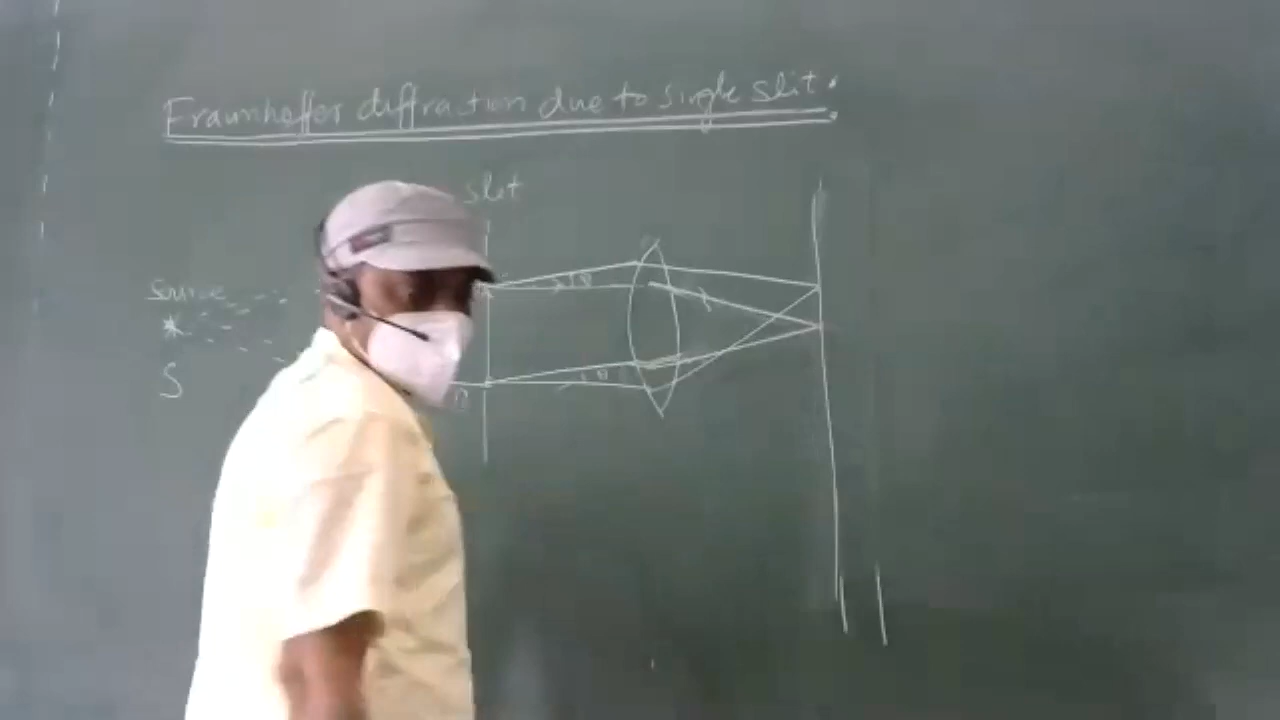 Fraunhoffer diffraction due to single slit.
slit
Source
S
θ
θ